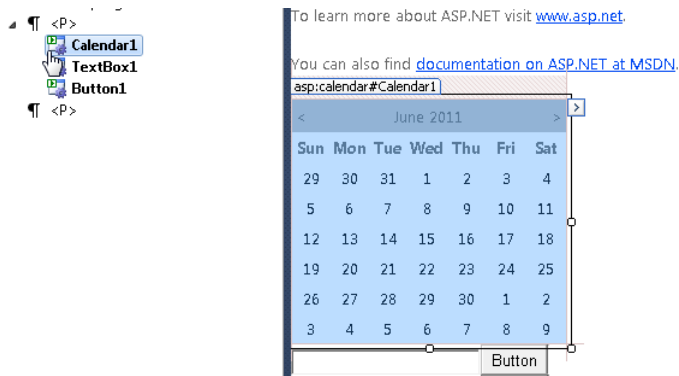 <P>
Calendar1
TextBox1
Button1
<P>
To learn more about ASP.NET visit www.asp.net.
You can also find documentation on ASP.NET at MSDN.
asp:calendar#Calendar1
< June 2011 >
Sun Mon Tue Wed Thu Fri Sat
29 30 31 1 2 3 4
5 6 7 8 9 10 11
12 13 14 15 16 17 18
19 20 21 22 23 24 25
26 27 28 29 30 1 2
3 4 5 6 7 8 9
Button